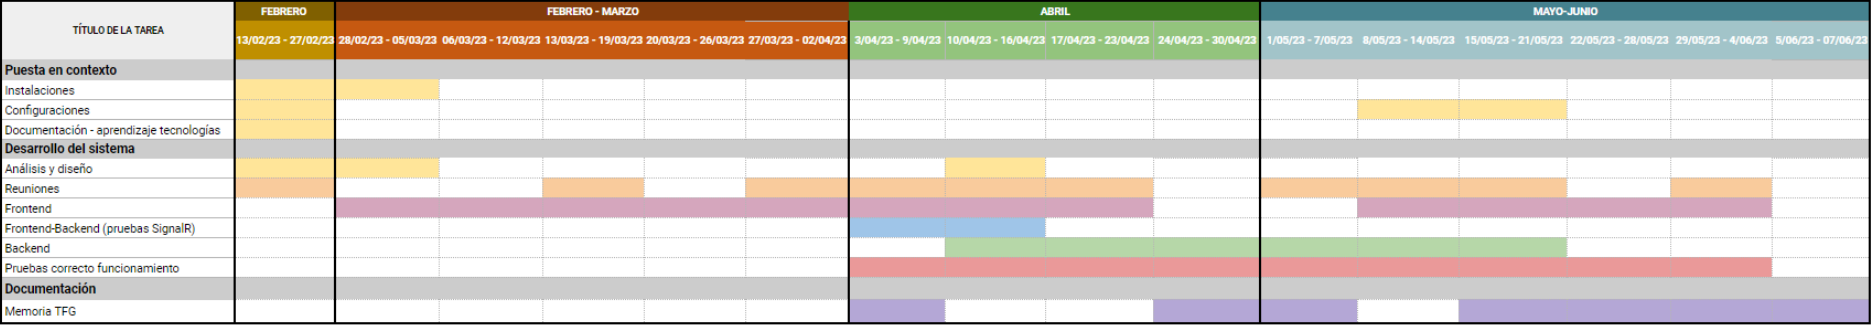 TÍTULO DE LA TAREA
FEBRERO
FEBRERO - MARZO
ABRIL
MAYO-JUNIO
13/02/23 - 27/02/23 28/02/23 - 05/03/23 06/03/23 - 12/03/23 13/03/23 - 19/03/23 20/03/23 - 26/03/23 27/03/23 - 02/04/23 3/04/23 - 9/04/23 10/04/23 - 16/04/23 17/04/23 - 23/04/23 24/04/23 - 30/04/23 1/05/23 - 7/05/23 8/05/23 - 14/05/23 15/05/23 - 21/05/23 22/05/23 - 28/05/23 29/05/23 - 4/06/23 5/06/23 - 07/06/23
Puesta en contexto
Instalaciones
Configuraciones
Documentación - aprendizaje tecnologías
Desarrollo del sistema
Análisis y diseño
Reuniones
Frontend
Frontend-Backend (pruebas SignalR)
Backend
Pruebas correcto funcionamiento
Documentación
Memoria TFG